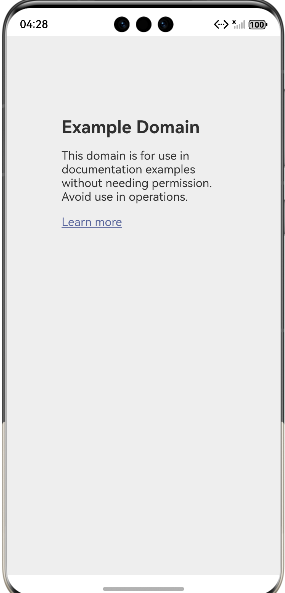 04:28
100
Example Domain
This domain is for use in
documentation examples
without needing permission.
Avoid use in operations.
Learn more